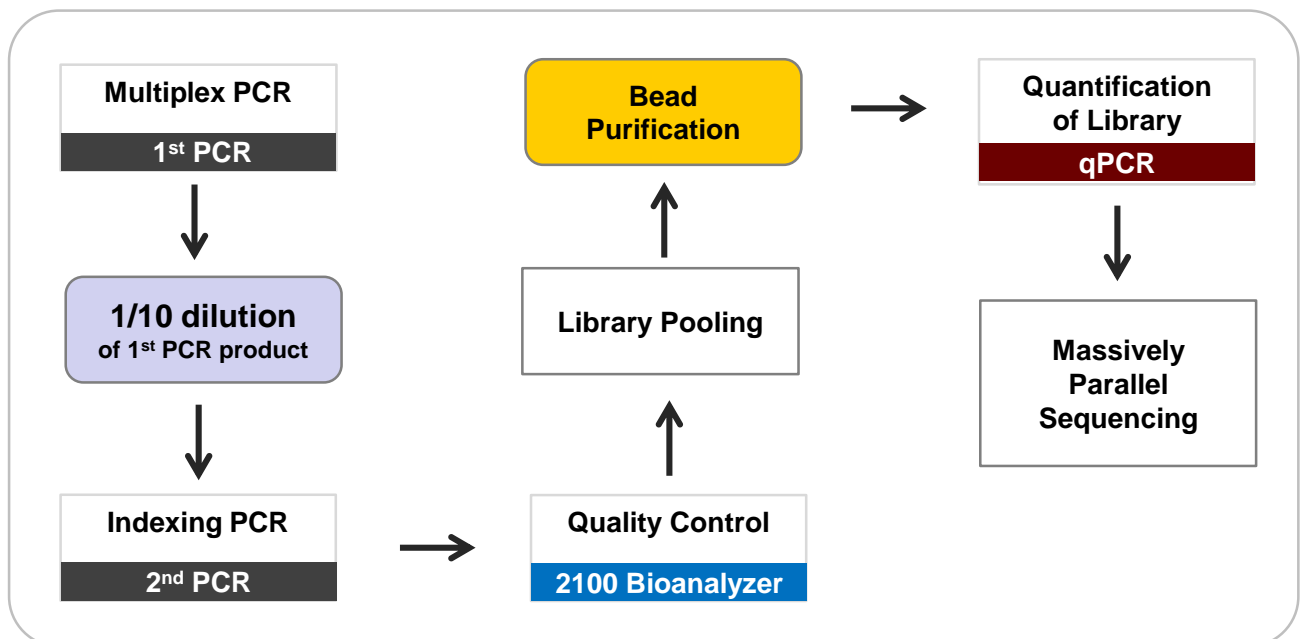 Multiplex PCR
1st PCR
1/10 dilution
of 1st PCR product
Indexing PCR
2nd PCR
Quality Control
2100 Bioanalyzer
Library Pooling
Bead
Purification
Quantification
of Library
qPCR
Massively
Parallel
Sequencing